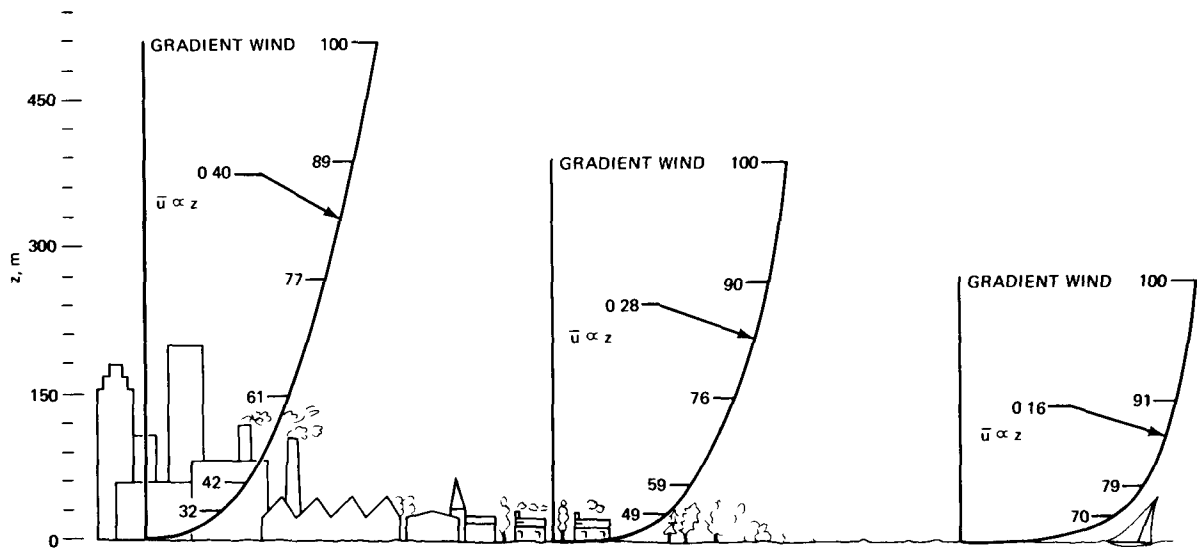 GRADIENT WIND 100
450
89
0 40
ū ∝ z
GRADIENT WIND 100
300
z, m
77
90
0 28
ū ∝ z
GRADIENT WIND 100
150
61
76
91
0 16
ū ∝ z
42
32
59
49
79
70
0